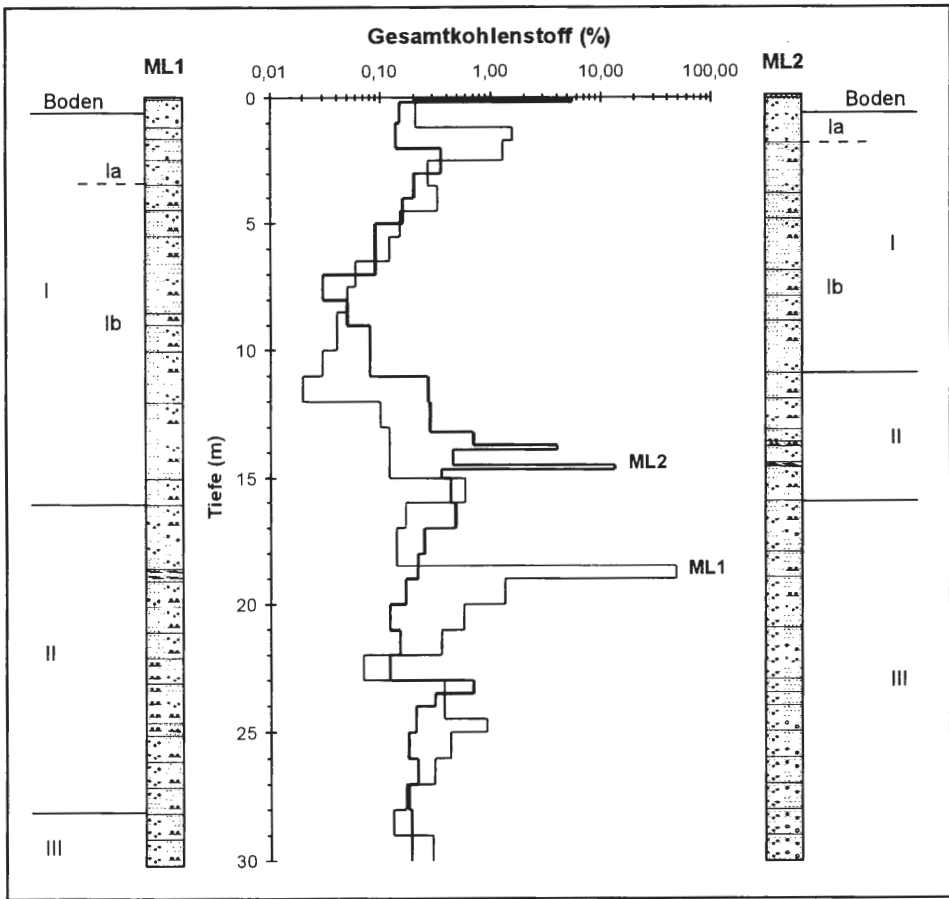 Gesamtkohlenstoff (%)
ML1
0,01 0,10 1,00 10,00 100,00
ML2
Boden
Boden
0
Ia
Ia
5
I
I
Ib
Ib
10
II
Tiefe (m)
ML2
15
ML1
20
II
III
25
III
30